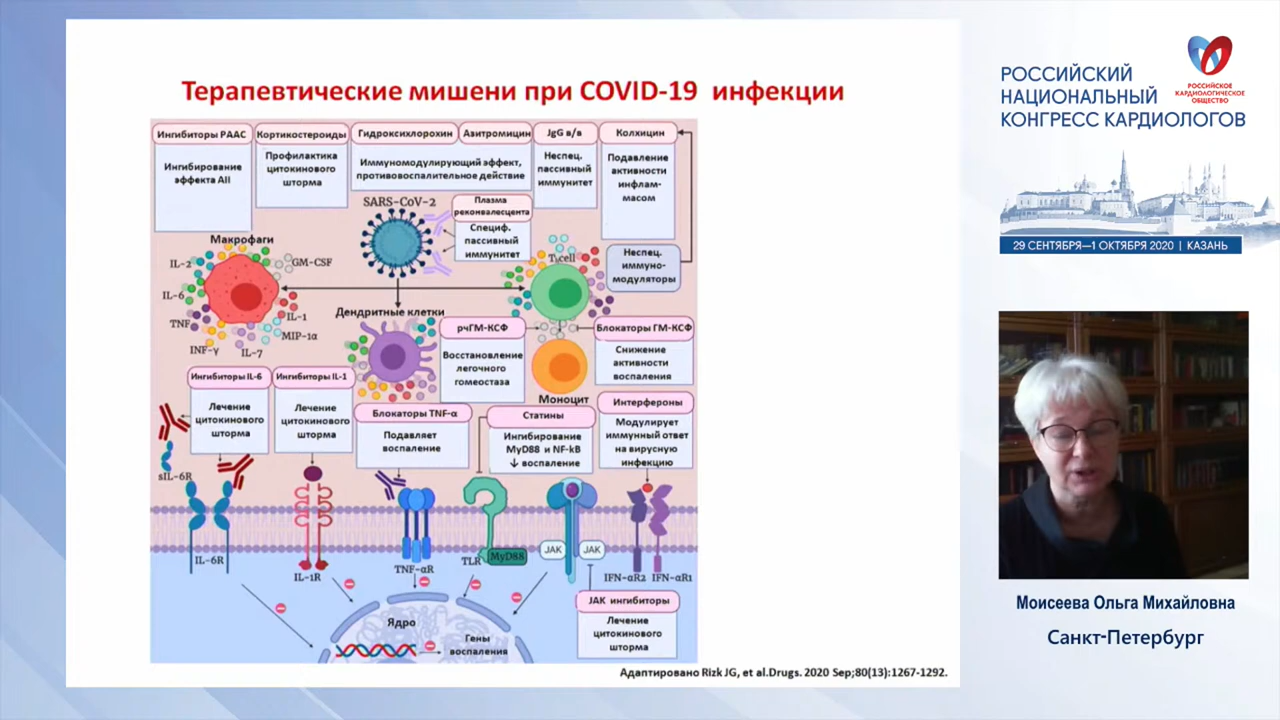 Терапевтические мишени при COVID-19 инфекции
Ингибиторы РААС
Ингибирование
эффекта АII
Кортикостероиды
Профилактика
цитокинового
шторма
Гидроксихлорохин
Азитромицин
Иммуномодулирующий эффект,
противовоспалительное действие
JgG в/в
Неспец.
пассивный
иммунитет
Колхицин
Подавление
активности
инфлам-
масом
SARS-CoV-2
Плазма
реконвалесцента
Специф.
пассивный
иммунитет
Неспец.
иммуно-
модуляторы
Макрофаги
IL-2
GM-CSF
IL-6
IL-1
TNF
MIP-1α
INF-γ
IL-7
T cell
Дендритные клетки
рчГМ-КСФ
Восстановление
легочного
гомеостаза
Блокаторы ГМ-КСФ
Снижение
активности
воспаления
Моноцит
Ингибиторы IL-6
Лечение
цитокинового
шторма
Ингибиторы IL-1
Лечение
цитокинового
шторма
Блокаторы TNF-α
Подавляет
воспаление
Статины
Ингибирование
MyD88 и NF-kB
↓ воспаление
Интерфероны
Модулирует
иммунный ответ
на вирусную
инфекцию
sIL-6R
IL-6R
IL-1R
TNF-αR
TLR
MyD88
JAK
JAK
IFN-αR2
IFN-αR1
JAK ингибиторы
Лечение
цитокинового
шторма
Ядро
Гены
воспаления
Адаптировано Rizk JG, et al.Drugs. 2020 Sep;80(13):1267-1292.
РОССИЙСКИЙ
НАЦИОНАЛЬНЫЙ
КОНГРЕСС КАРДИОЛОГОВ
РОССИЙСКОЕ
КАРДИОЛОГИЧЕСКОЕ
ОБЩЕСТВО
29 СЕНТЯБРЯ—1 ОКТЯБРЯ 2020 | КАЗАНЬ
Моисеева Ольга Михайловна
Санкт-Петербург